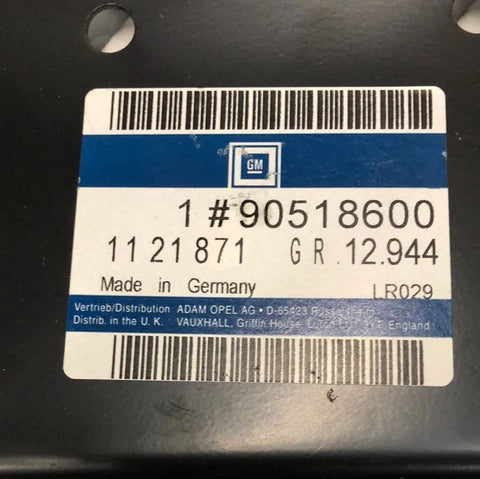 GM
1 # 90518600
11 21 871 GR. 12.944
Made in Germany LR029
Vertrieb/Distribution ADAM OPEL AG • D-65423
Distrib. in the U. K. VAUXHALL, Griffin House, England